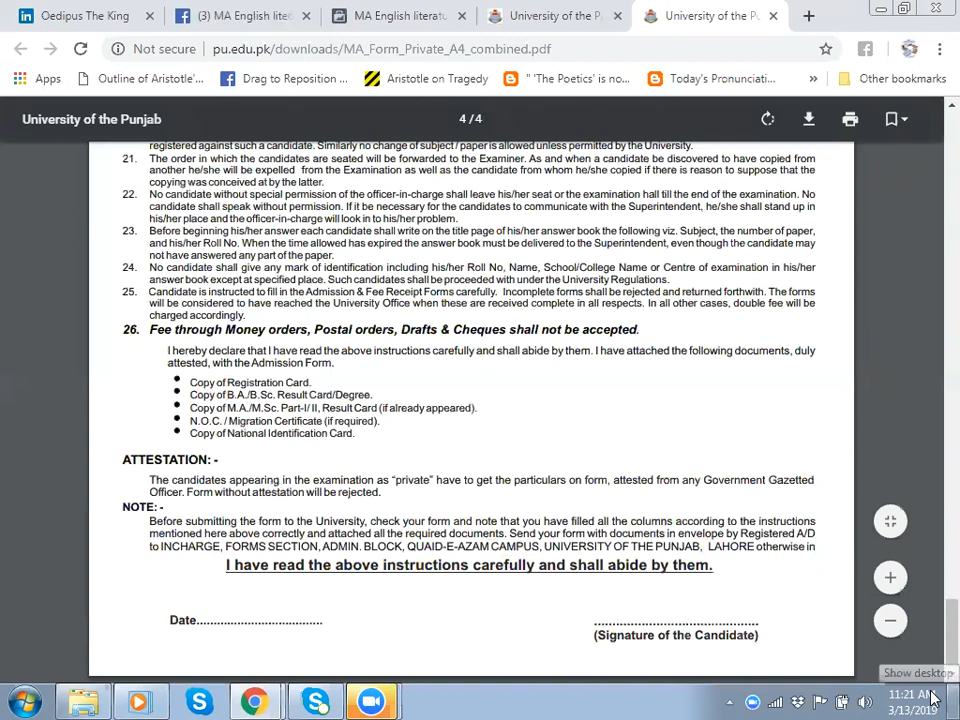 Oedipus The King
(3) MA English lite
MA English literatu
University of the P
University of the Pu
Not secure | pu.edu.pk/downloads/MA_Form_Private_A4_combined.pdf
Apps
Outline of Aristotle'...
Drag to Reposition ...
Aristotle on Tragedy
" 'The Poetics' is no...
Today's Pronunciati...
»
Other bookmarks
University of the Punjab
4 / 4
registered against such a candidate. Similarly no change of subject / paper is allowed unless permitted by the University.
21. The order in which the candidates are seated will be forwarded to the Examiner. As and when a candidate be discovered to have copied from
another he/she will be expelled from the Examination as well as the candidate from whom he/she copied if there is reason to suppose that the
copying was conceived at by the latter.
22. No candidate without special permission of the officer-in-charge shall leave his/her seat or the examination hall till the end of the examination. No
candidate shall speak without permission. If it be necessary for the candidates to communicate with the Superintendent, he/she shall stand up in
his/her place and the officer-in-charge will look in to his/her problem.
23. Before beginning his/her answer each candidate shall write on the title page of his/her answer book the following viz. Subject, the number of paper,
and his/her Roll No. When the time allowed has expired the answer book must be delivered to the Superintendent, even though the candidate may
not have answered any part of the paper.
24. No candidate shall give any mark of identification including his/her Roll No, Name, School/College Name or Centre of examination in his/her
answer book except at specified place. Such candidates shall be proceeded with under the University Regulations.
25. Candidate is instructed to fill in the Admission & Fee Receipt Forms carefully. Incomplete forms shall be rejected and returned forthwith. The forms
will be considered to have reached the University Office when these are received complete in all respects. In all other cases, double fee will be
charged accordingly.
26. Fee through Money orders, Postal orders, Drafts & Cheques shall not be accepted.
I hereby declare that I have read the above instructions carefully and shall abide by them. I have attached the following documents, duly
attested, with the Admission Form.
• Copy of Registration Card.
• Copy of B.A./B.Sc. Result Card/Degree.
• Copy of M.A./M.Sc. Part-I/ II, Result Card (if already appeared).
• N.O.C. / Migration Certificate (if required).
• Copy of National Identification Card.
ATTESTATION: -
The candidates appearing in the examination as "private" have to get the particulars on form, attested from any Government Gazetted
Officer. Form without attestation will be rejected.
NOTE: -
Before submitting the form to the University, check your form and note that you have filled all the columns according to the instructions
mentioned here above correctly and attached all the required documents. Send your form with documents in envelope by Registered A/D
to INCHARGE, FORMS SECTION, ADMIN. BLOCK, QUAID-E-AZAM CAMPUS, UNIVERSITY OF THE PUNJAB, LAHORE otherwise in
I have read the above instructions carefully and shall abide by them.
Date.....................................
................................................
(Signature of the Candidate)
Show desktop
11:21 AM
3/13/2019